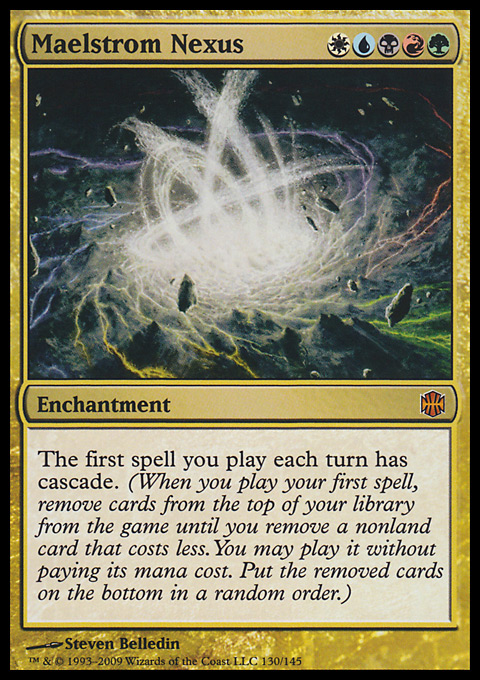 Maelstrom Nexus
Enchantment
The first spell you play each turn has
cascade. (When you play your first spell,
remove cards from the top of your library
from the game until you remove a nonland
card that costs less.You may play it without
paying its mana cost. Put the removed cards
on the bottom in a random order.)
Steven Belledin
™ & © 1993–2009 Wizards of the Coast LLC 130/145